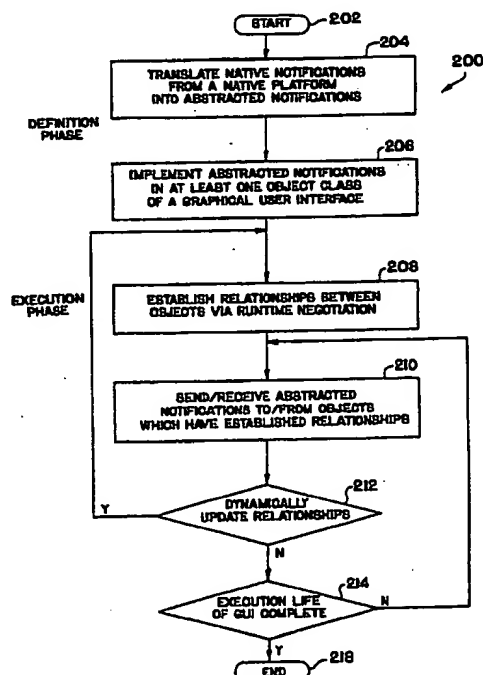 START
202
204
200
TRANSLATE NATIVE NOTIFICATIONS
FROM A NATIVE PLATFORM
INTO ABSTRACTED NOTIFICATIONS
DEFINITION
PHASE
206
IMPLEMENT ABSTRACTED NOTIFICATIONS
IN AT LEAST ONE OBJECT CLASS
OF A GRAPHICAL USER INTERFACE
EXECUTION
PHASE
208
ESTABLISH RELATIONSHIPS BETWEEN
OBJECTS VIA RUNTIME NEGOTIATION
210
SEND/RECEIVE ABSTRACTED
NOTIFICATIONS TO/FROM OBJECTS
WHICH HAVE ESTABLISHED RELATIONSHIPS
212
DYNAMICALLY
UPDATE RELATIONSHIPS
Y
N
214
EXECUTION LIFE
OF GUI COMPLETE
N
Y
END
218